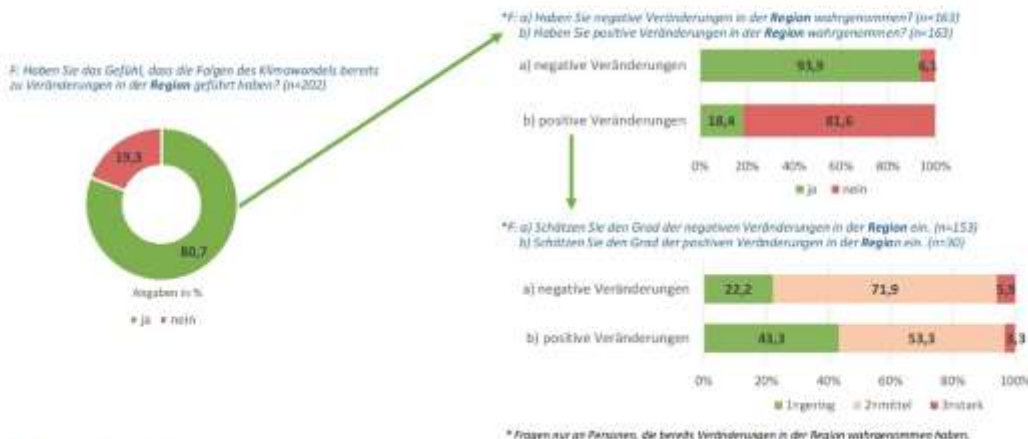 *F: a) Haben Sie negative Veränderungen in der Region wahrgenommen? (n=163)
b) Haben Sie positive Veränderungen in der Region wahrgenommen? (n=163)
F: Haben Sie das Gefühl, dass die Folgen des Klimawandels bereits
zu Veränderungen in der Region geführt haben? (n=202)
19,3
80,7
Angaben in %
ja nein
a) negative Veränderungen 93,9 6,1
b) positive Veränderungen 18,4 81,6
0% 20% 40% 60% 80% 100%
ja nein
*F: a) Schätzen Sie den Grad der negativen Veränderungen in der Region ein. (n=153)
b) Schätzen Sie den Grad der positiven Veränderungen in der Region ein. (n=30)
a) negative Veränderungen 22,2 71,9 5,9
b) positive Veränderungen 43,3 53,3 3,3
0% 20% 40% 60% 80% 100%
1=gering 2=mittel 3=stark
* Fragen nur an Personen, die bereits Veränderungen in der Region wahrgenommen haben.